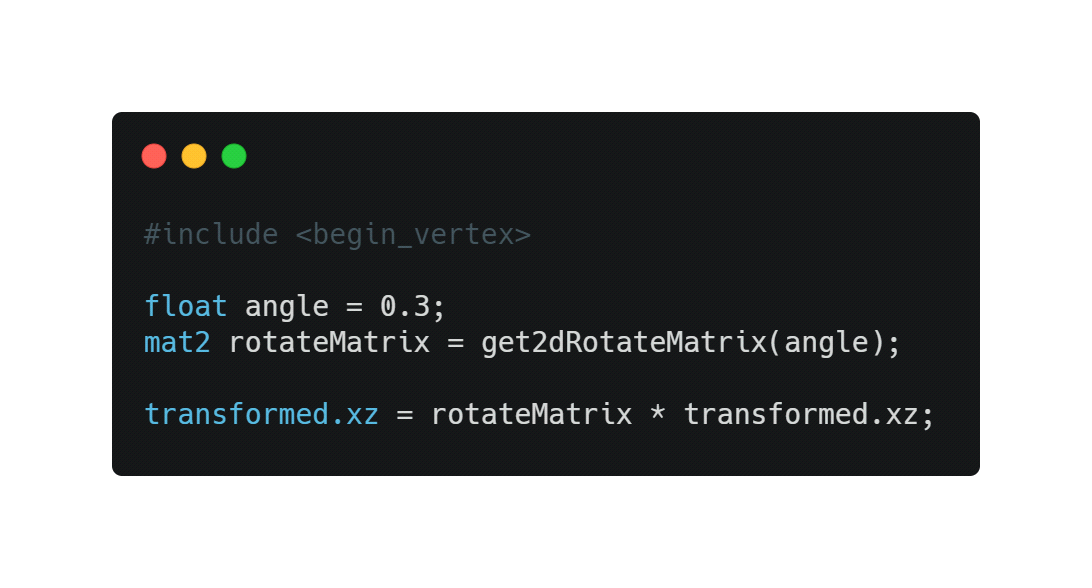 #include <begin_vertex>
float angle = 0.3;
mat2 rotateMatrix = get2dRotateMatrix(angle);
transformed.xz = rotateMatrix * transformed.xz;